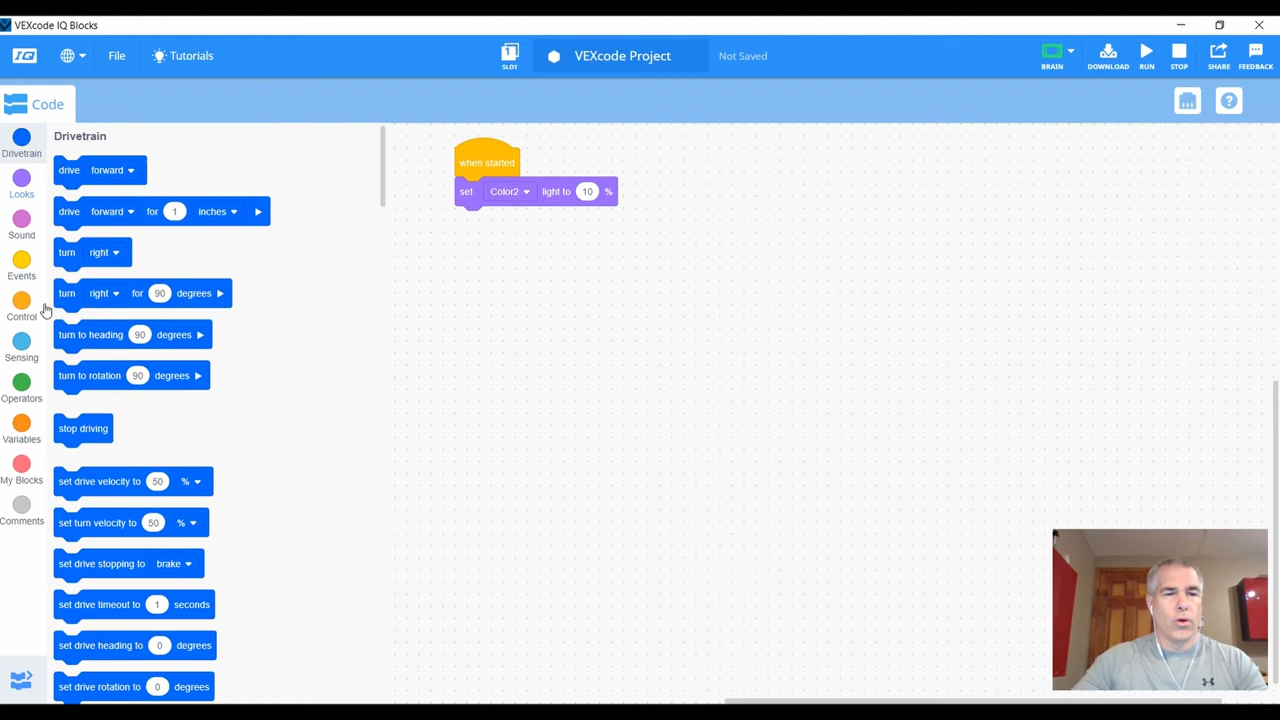 VEXcode IQ Blocks
IQ File Tutorials 1 SLOT VEXcode Project Not Saved BRAIN DOWNLOAD RUN STOP SHARE FEEDBACK
Code ?
Drivetrain
Looks
Sound
Events
Control
Sensing
Operators
Variables
My Blocks
Comments
Drivetrain
drive forward
drive forward for 1 inches
turn right
turn right for 90 degrees
turn to heading 90 degrees
turn to rotation 90 degrees
stop driving
set drive velocity to 50 %
set turn velocity to 50 %
set drive stopping to brake
set drive timeout to 1 seconds
set drive heading to 0 degrees
set drive rotation to 0 degrees
when started
set Color2 light to 10 %